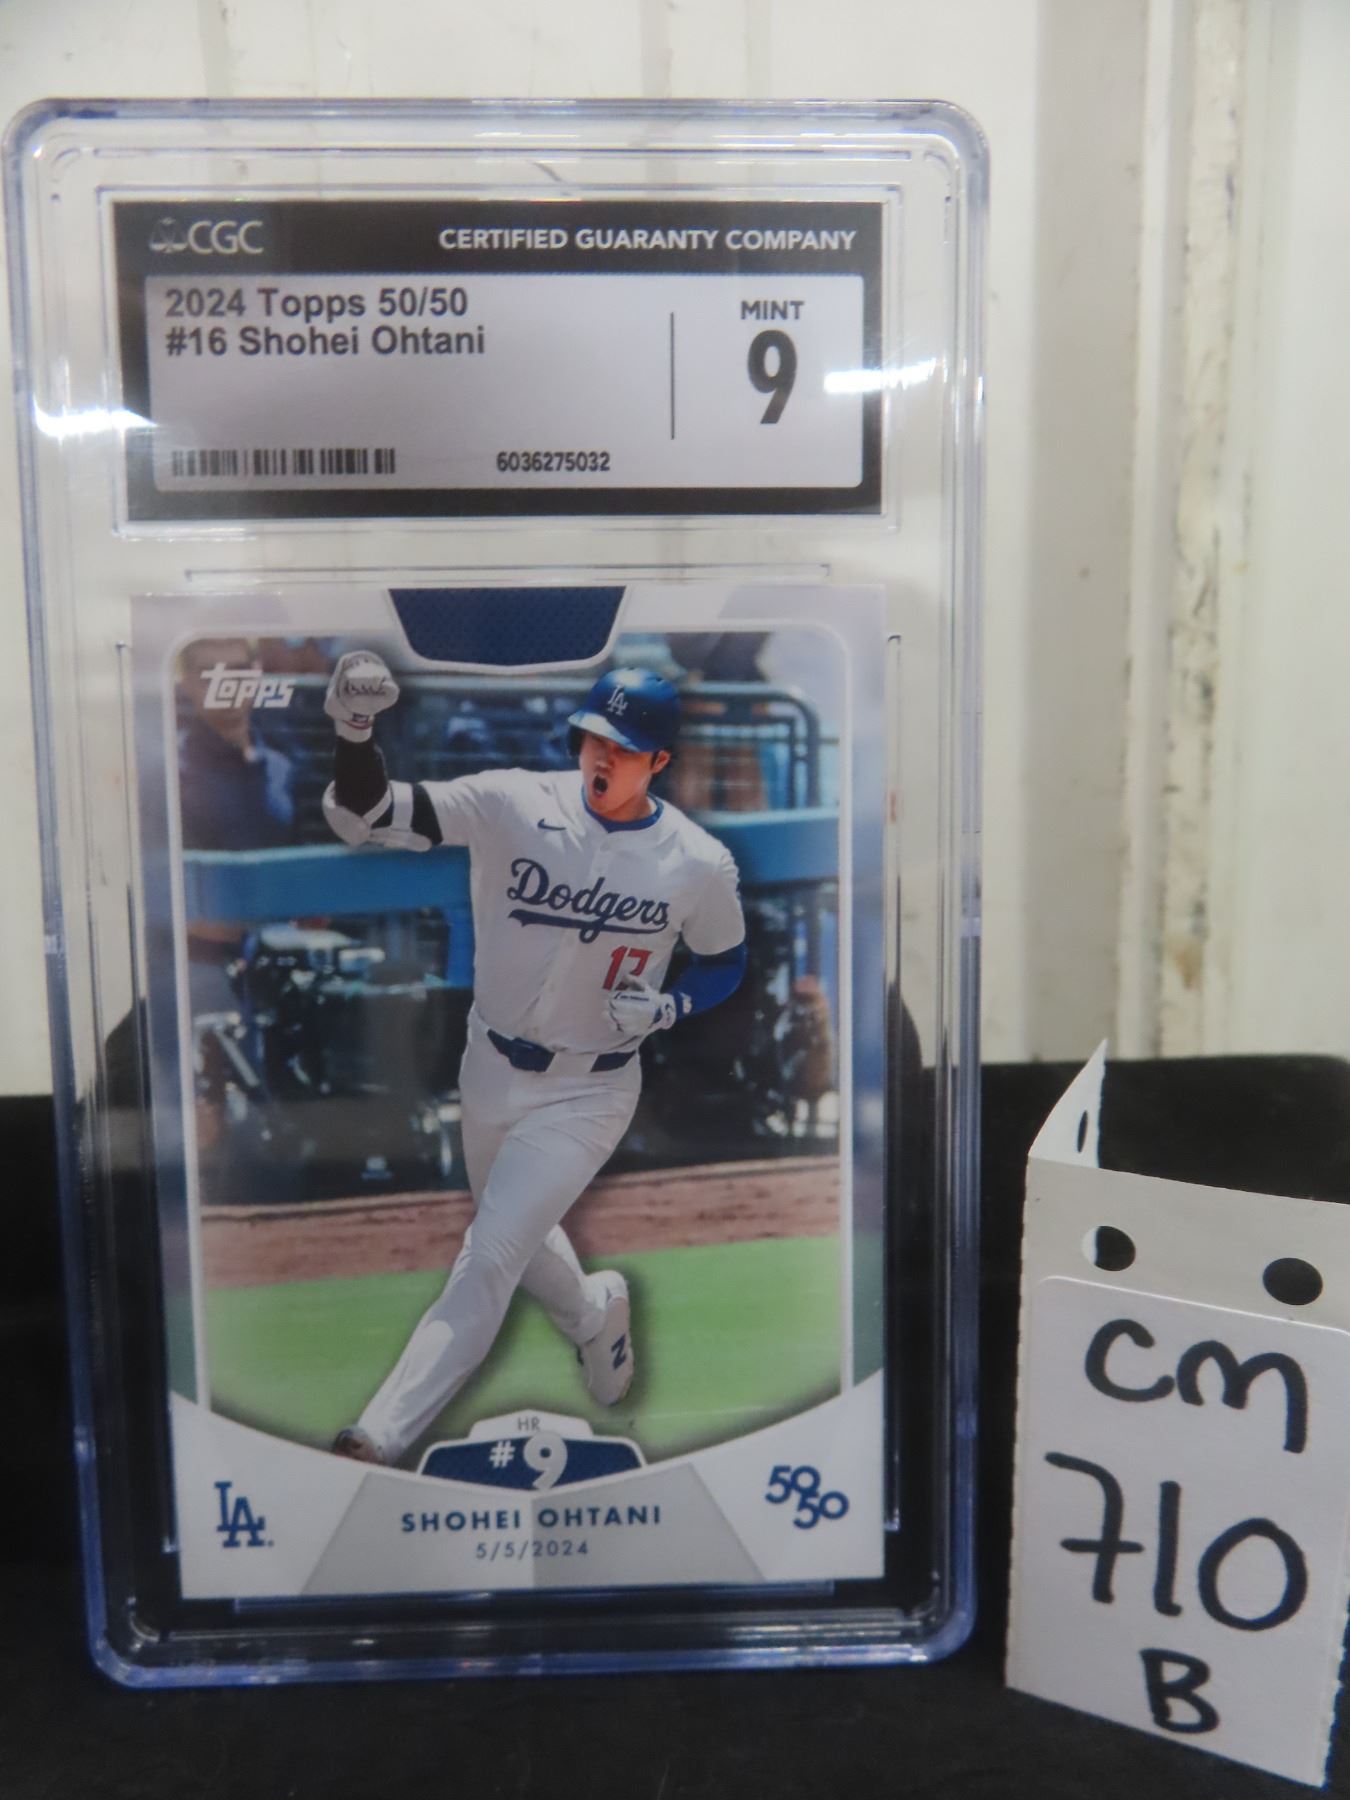 CGC
CERTIFIED GUARANTY COMPANY
2024 Topps 50/50
#16 Shohei Ohtani
MINT
9
6036275032
topps
LA
Dodgers
17
HR
#9
LA
SHOHEI OHTANI
5/5/2024
50
50
CM
710
B